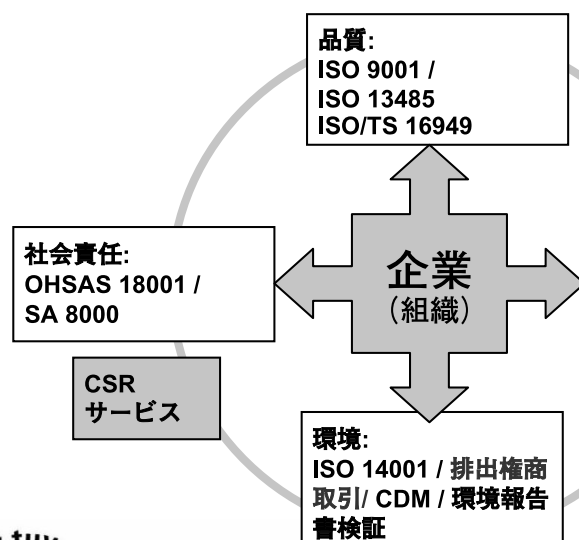 品質:
ISO 9001 /
ISO 13485
ISO/TS 16949
社会責任:
OHSAS 18001 /
SA 8000
企業
(組織)
CSR
サービス
環境:
ISO 14001 / 排出権商
取引/ CDM / 環境報告
書検証